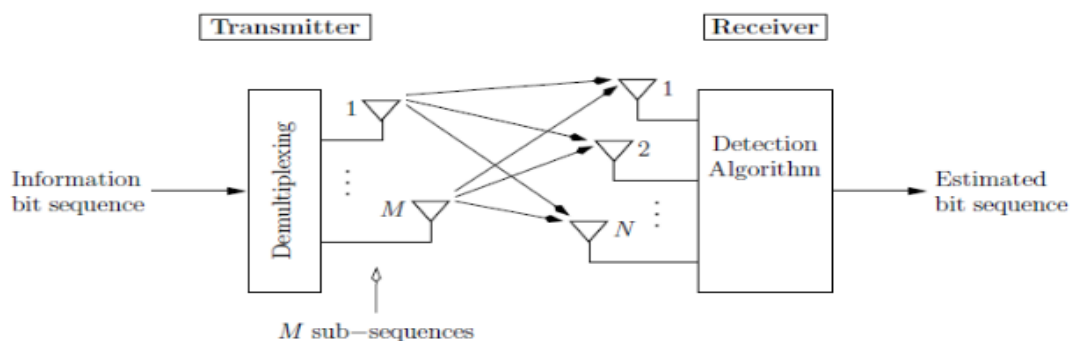 Transmitter
Receiver
1
1
2
Demultiplexing
Detection
Algorithm
Information
bit sequence
M
N
Estimated
bit sequence
M sub−sequences